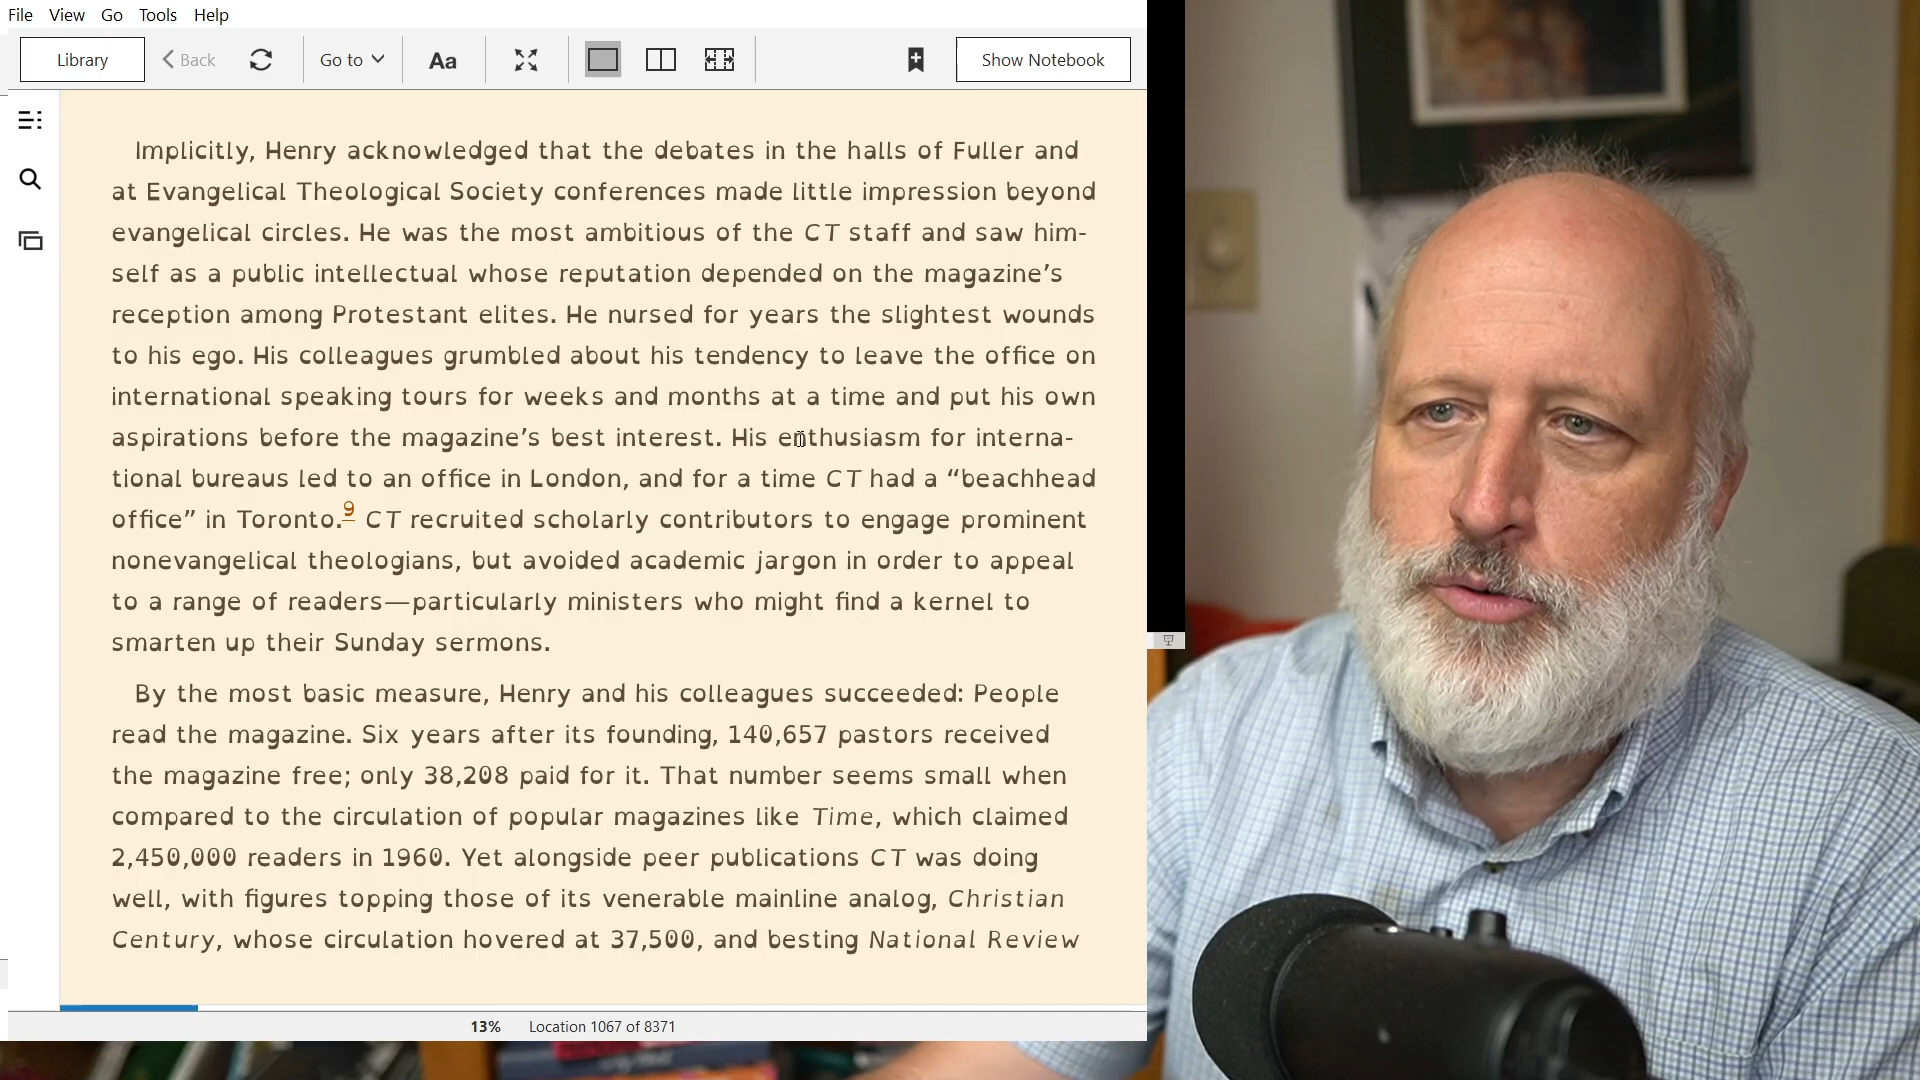 File View Go Tools Help
Library Back Go to Aa Show Notebook
Implicitly, Henry acknowledged that the debates in the halls of Fuller and
at Evangelical Theological Society conferences made little impression beyond
evangelical circles. He was the most ambitious of the CT staff and saw him-
self as a public intellectual whose reputation depended on the magazine’s
reception among Protestant elites. He nursed for years the slightest wounds
to his ego. His colleagues grumbled about his tendency to leave the office on
international speaking tours for weeks and months at a time and put his own
aspirations before the magazine’s best interest. His enthusiasm for interna-
tional bureaus led to an office in London, and for a time CT had a “beachhead
office” in Toronto.9 CT recruited scholarly contributors to engage prominent
nonevangelical theologians, but avoided academic jargon in order to appeal
to a range of readers—particularly ministers who might find a kernel to
smarten up their Sunday sermons.
By the most basic measure, Henry and his colleagues succeeded: People
read the magazine. Six years after its founding, 140,657 pastors received
the magazine free; only 38,208 paid for it. That number seems small when
compared to the circulation of popular magazines like Time, which claimed
2,450,000 readers in 1960. Yet alongside peer publications CT was doing
well, with figures topping those of its venerable mainline analog, Christian
Century, whose circulation hovered at 37,500, and besting National Review
13% Location 1067 of 8371